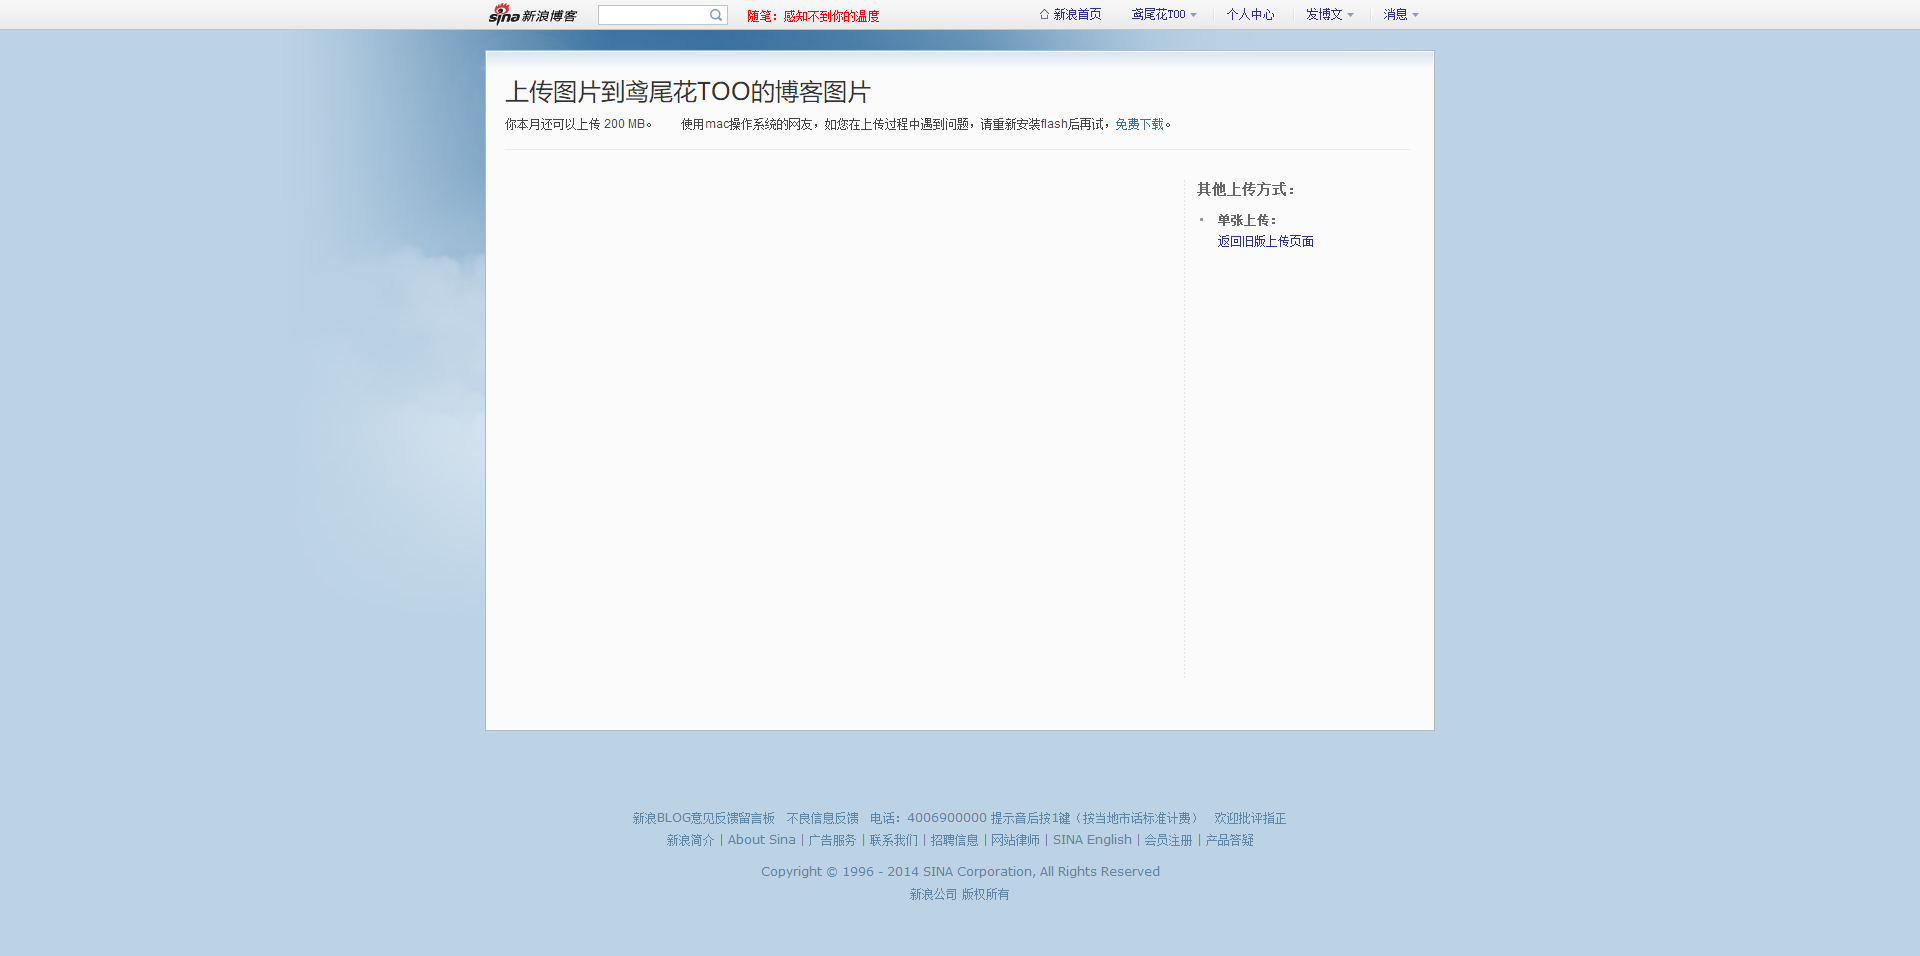 sina 新浪博客 随笔：感知不到你的温度 新浪首页 鸢尾花TOO 个人中心 发博文 消息
上传图片到鸢尾花TOO的博客图片
你本月还可以上传 200 MB。 使用mac操作系统的网友，如您在上传过程中遇到问题，请重新安装flash后再试，免费下载。
其他上传方式：
单张上传：
返回旧版上传页面
新浪BLOG意见反馈留言板 不良信息反馈 电话：4006900000 提示音后按1键（按当地市话标准计费） 欢迎批评指正
新浪简介 | About Sina | 广告服务 | 联系我们 | 招聘信息 | 网站律师 | SINA English | 会员注册 | 产品答疑
Copyright © 1996 - 2014 SINA Corporation, All Rights Reserved
新浪公司 版权所有